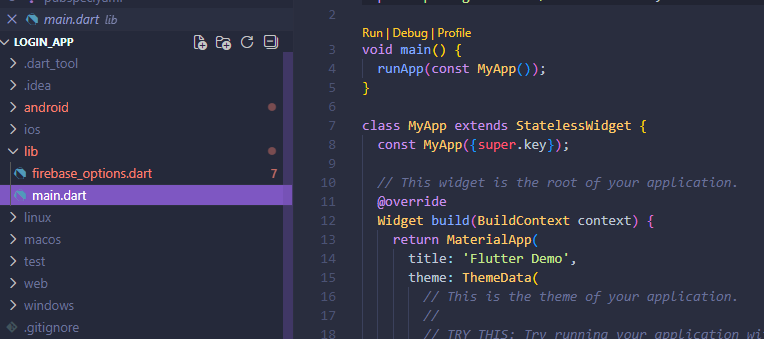 main.dart lib
LOGIN_APP
.dart_tool
.idea
android
ios
lib
firebase_options.dart 7
main.dart
linux
macos
test
web
windows
.gitignore
2
Run | Debug | Profile
3 void main() {
4 runApp(const MyApp());
5 }
6
7 class MyApp extends StatelessWidget {
8 const MyApp({super.key});
9
10 // This widget is the root of your application.
11 @override
12 Widget build(BuildContext context) {
13 return MaterialApp(
14 title: 'Flutter Demo',
15 theme: ThemeData(
16 // This is the theme of your application.
17 //
18 // TRY THIS: Try running your application wi